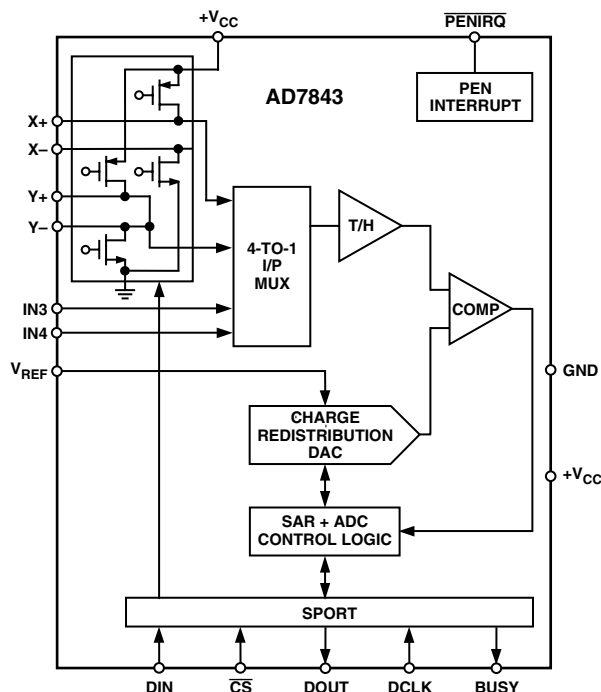 +VCC
PENIRQ
AD7843
PEN
INTERRUPT
X+
X–
Y+
Y–
4-TO-1
I/P
MUX
T/H
COMP
IN3
IN4
VREF
GND
CHARGE
REDISTRIBUTION
DAC
+VCC
SAR + ADC
CONTROL LOGIC
SPORT
DIN
CS
DOUT
DCLK
BUSY